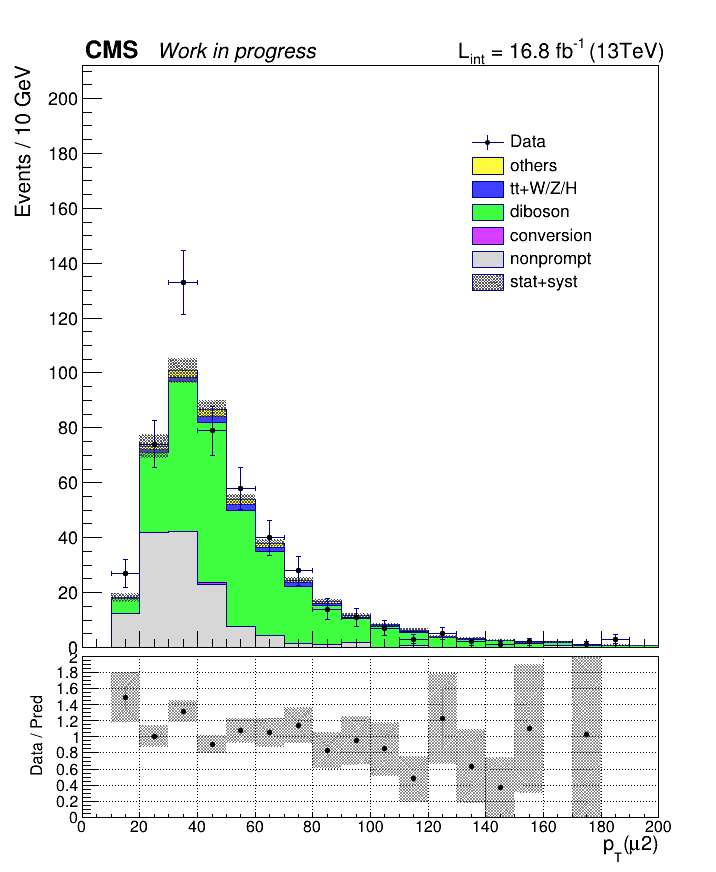 CMS Work in progress L_int = 16.8 fb⁻¹ (13TeV)
Events / 10 GeV
200
180
160
140
120
100
80
60
40
20
0
Data
others
tt+W/Z/H
diboson
conversion
nonprompt
stat+syst
Data / Pred
2
1.8
1.6
1.4
1.2
1
0.8
0.6
0.4
0.2
0
0 20 40 60 80 100 120 140 160 180 200
p_T(μ2)